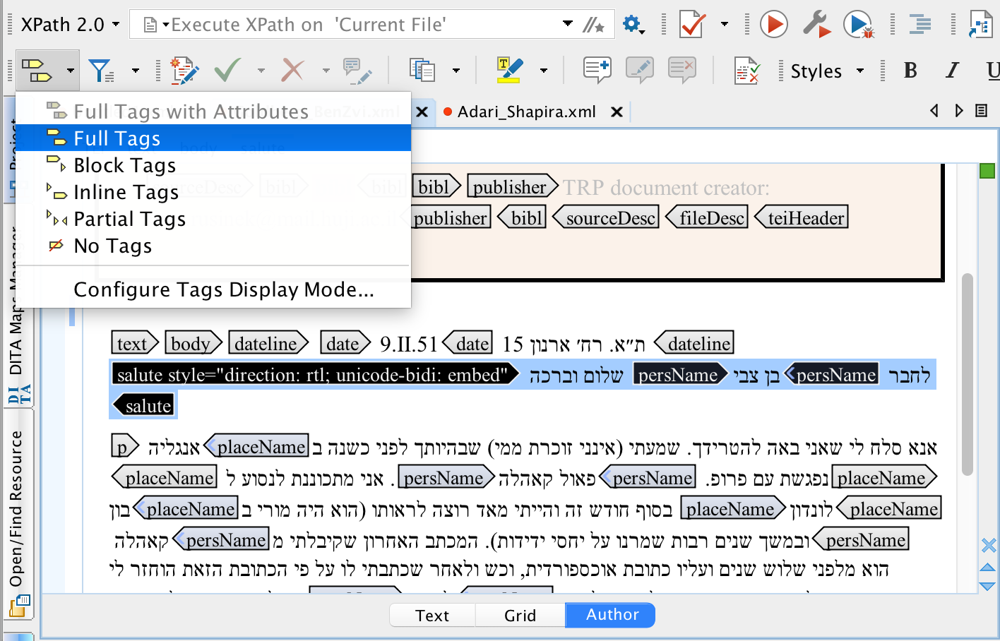 XPath 2.0
Execute XPath on 'Current File'
Styles B I U
Full Tags with Attributes
BenZvi.xml
Adari_Shapira.xml
Full Tags
Block Tags
Inline Tags
Partial Tags
No Tags
Configure Tags Display Mode...
Project
DITA Maps Manager
Open/Find Resource
bibl publisher TRP document creator:
publisher bibl sourceDesc fileDesc teiHeader
text body dateline date 9.II.51 date ת״א. רח׳ ארנון 15 dateline
salute style="direction: rtl; unicode-bidi: embed" לחבר persName בן צבי persName שלום וברכה
salute
p אנא סלח לי שאני באה להטרידך. שמעתי (אינני זוכרת ממי) שבהיותך לפני כשנה ב placeName אנגליה
placeName נפגשת עם פרופ. persName פאול קאהלה persName . אני מתכוננת לנסוע ל placeName
placeName לונדון placeName בסוף חודש זה והייתי מאד רוצה לראותו (הוא היה מורי ב placeName בון
persName ובמשך שנים רבות שמרנו על יחסי ידידות). המכתב האחרון שקיבלתי מ persName קאהלה
הוא מלפני שלוש שנים ועליו כתובת אוכספורדית, וכש ולאחר שכתבתי לו על פי הכתובת הזאת הוחזר לי
Text Grid Author